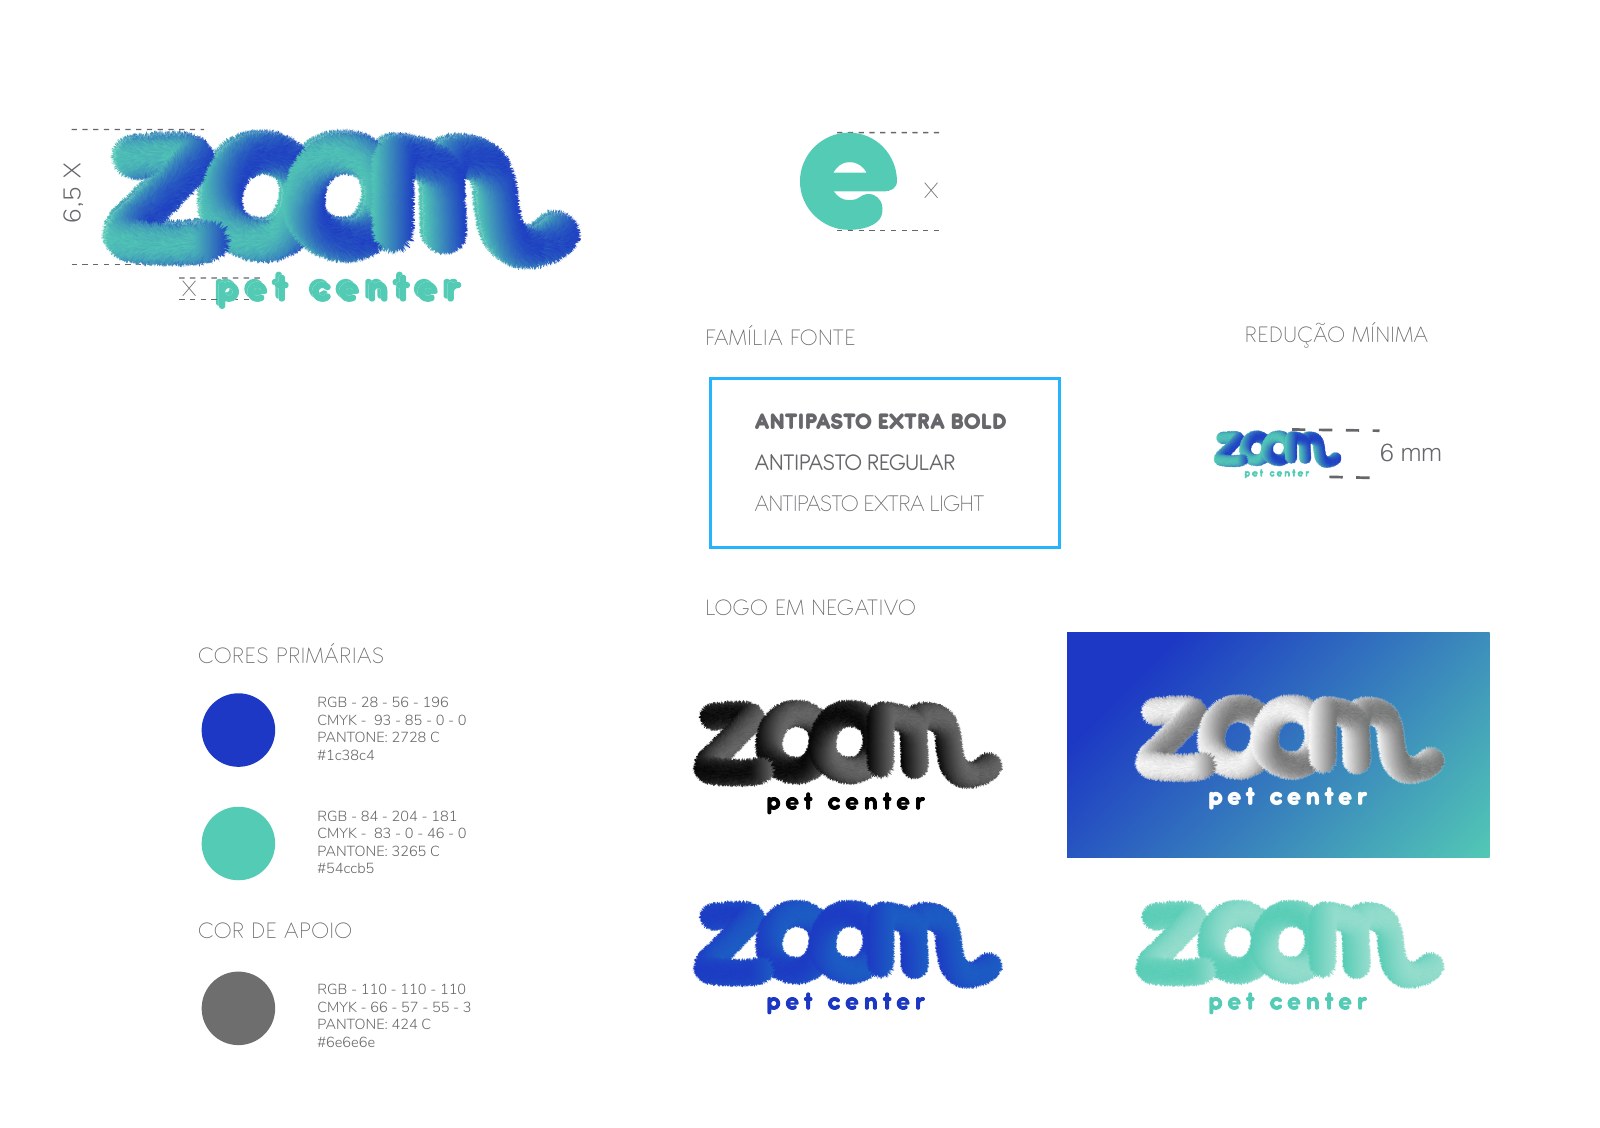 6,5 X
zoom
X
pet center
e
X
FAMÍLIA FONTE
ANTIPASTO EXTRA BOLD
ANTIPASTO REGULAR
ANTIPASTO EXTRA LIGHT
REDUÇÃO MÍNIMA
zoom
pet center
6 mm
CORES PRIMÁRIAS
RGB - 28 - 56 - 196
CMYK - 93 - 85 - 0 - 0
PANTONE: 2728 C
#1c38c4
RGB - 84 - 204 - 181
CMYK - 83 - 0 - 46 - 0
PANTONE: 3265 C
#54ccb5
COR DE APOIO
RGB - 110 - 110 - 110
CMYK - 66 - 57 - 55 - 3
PANTONE: 424 C
#6e6e6e
LOGO EM NEGATIVO
zoom
pet center
zoom
pet center
zoom
pet center
zoom
pet center